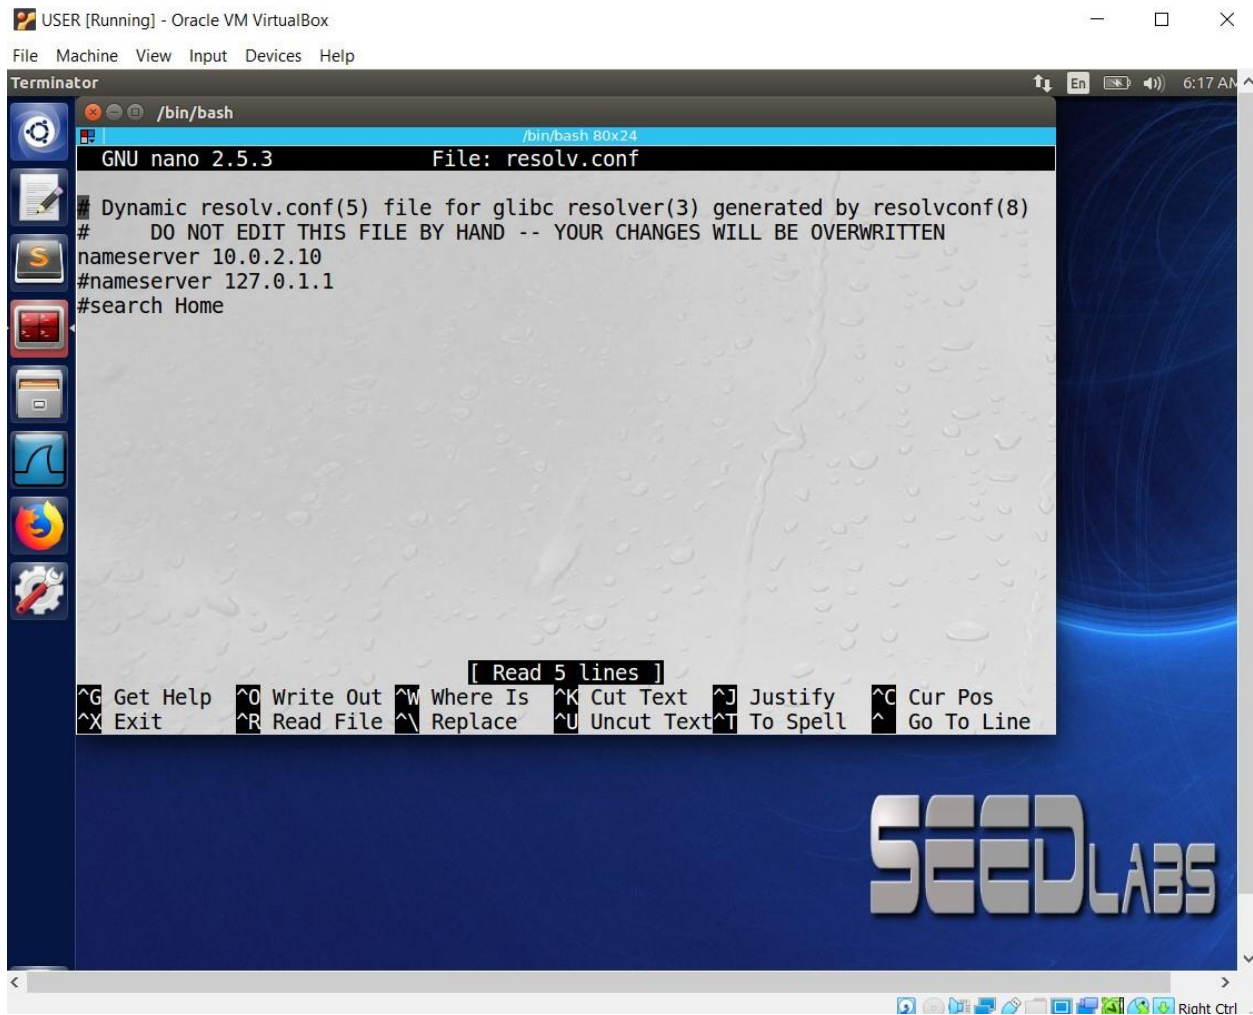 USER [Running] - Oracle VM VirtualBox
File Machine View Input Devices Help
Terminator En 6:17 AM
/bin/bash
/bin/bash 80x24
GNU nano 2.5.3 File: resolv.conf
# Dynamic resolv.conf(5) file for glibc resolver(3) generated by resolvconf(8)
# DO NOT EDIT THIS FILE BY HAND -- YOUR CHANGES WILL BE OVERWRITTEN
nameserver 10.0.2.10
#nameserver 127.0.1.1
#search Home
[ Read 5 lines ]
^G Get Help ^O Write Out ^W Where Is ^K Cut Text ^J Justify ^C Cur Pos
^X Exit ^R Read File ^\ Replace ^U Uncut Text ^T To Spell ^ Go To Line
SEEDLABS
Right Ctrl